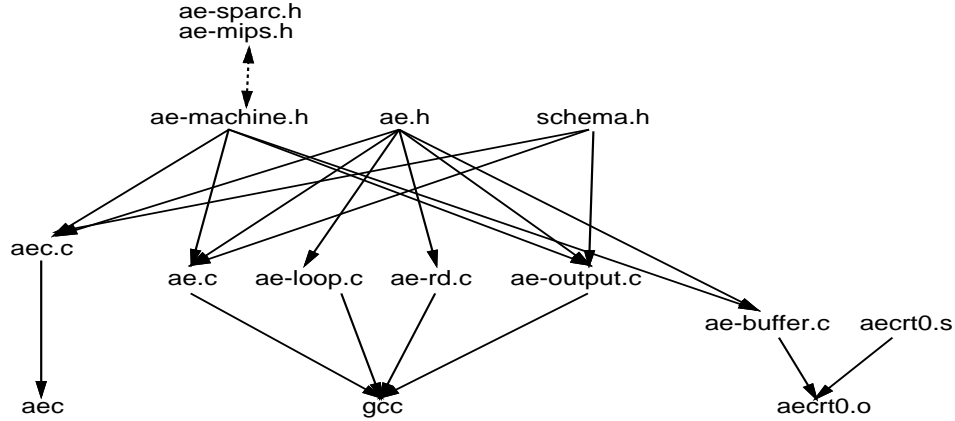 ae-sparc.h
ae-mips.h
ae-machine.h ae.h schema.h
aec.c
ae.c ae-loop.c ae-rd.c ae-output.c
ae-buffer.c aecrt0.s
aec gcc aecrt0.o